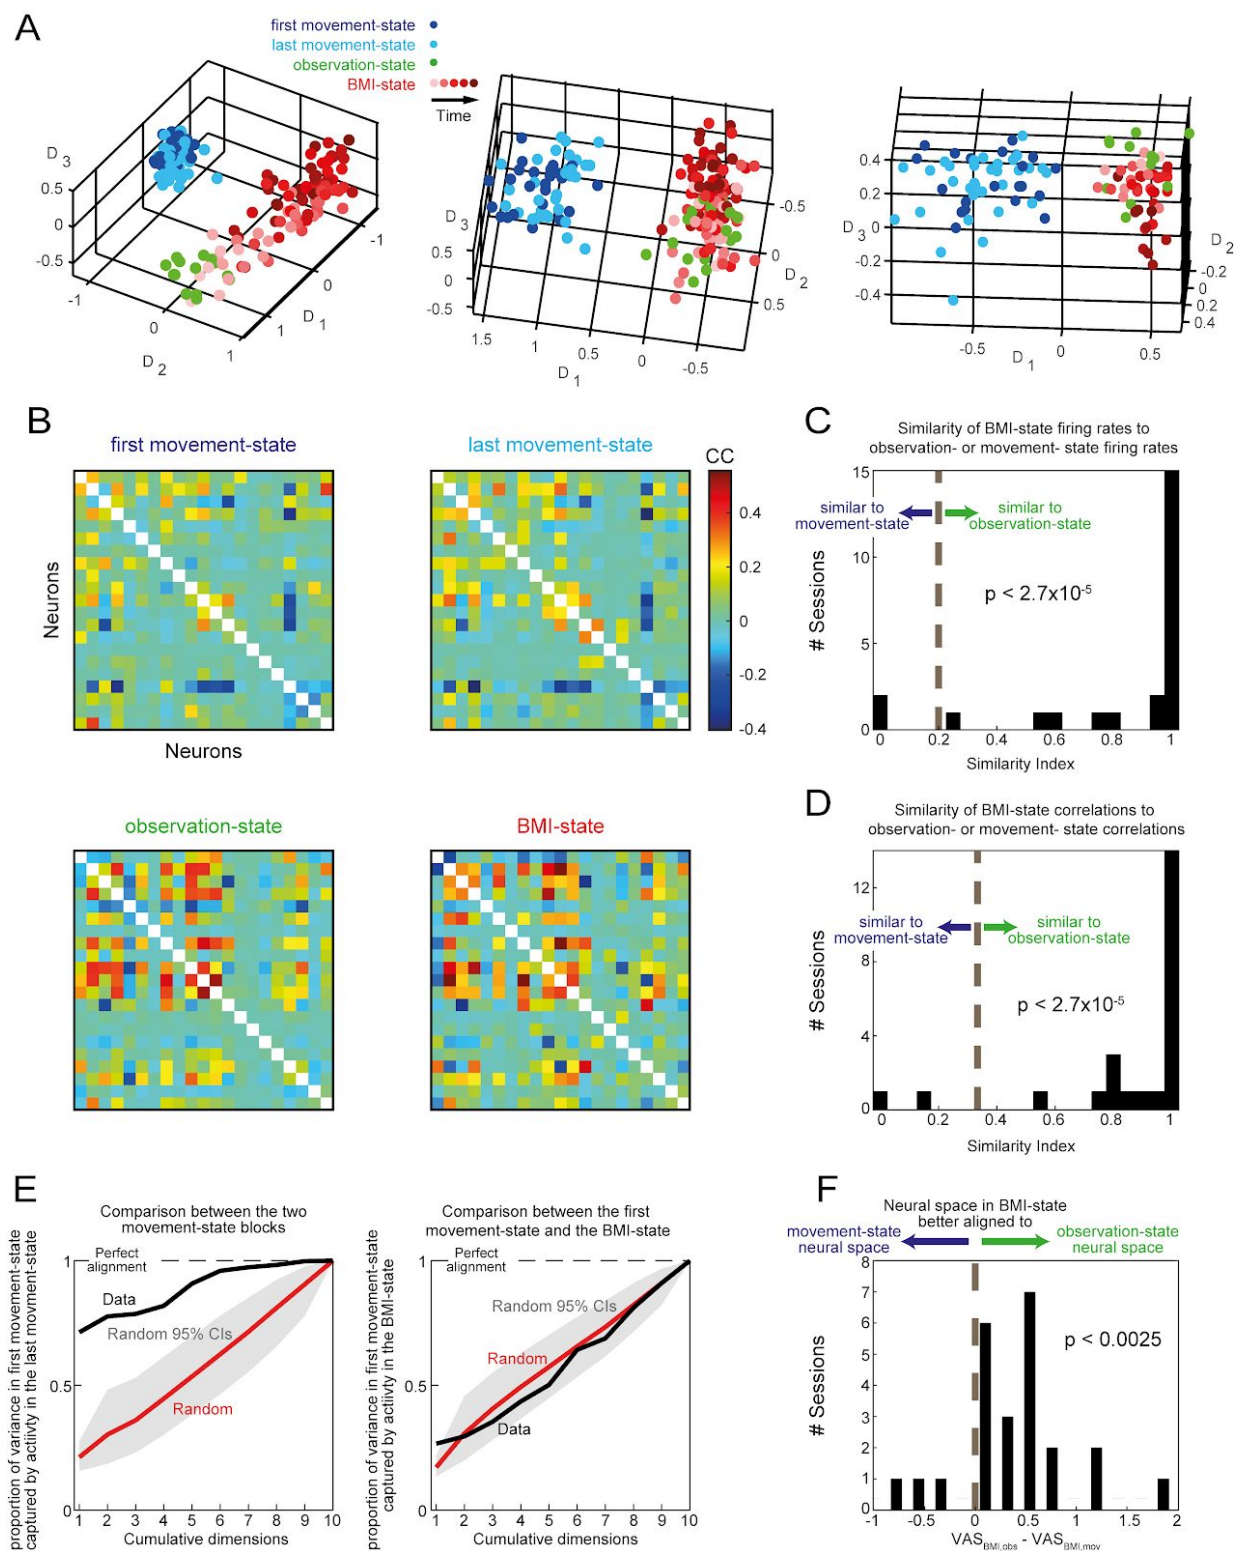 A
first movement-state
last movement-state
observation-state
BMI-state
Time
D3
0.5
0
-0.5
-1
0
1
D2
1
0
-1
D1
D3
0.5
0
-0.5
1.5
1
0.5
0
-0.5
D1
-0.5
0
0.5
D2
0.4
0.2
D3 0
-0.2
-0.4
-0.5
0
0.5
D1
D2
-0.2
0
0.2
0.4
B
first movement-state
last movement-state
CC
0.4
0.2
0
-0.2
-0.4
Neurons
Neurons
observation-state
BMI-state
C
Similarity of BMI-state firing rates to
observation- or movement- state firing rates
15
10
5
0
# Sessions
similar to
movement-state
similar to
observation-state
p < 2.7x10-5
0 0.2 0.4 0.6 0.8 1
Similarity Index
D
Similarity of BMI-state correlations to
observation- or movement- state correlations
12
8
4
0
# Sessions
similar to
movement-state
similar to
observation-state
p < 2.7x10-5
0 0.2 0.4 0.6 0.8 1
Similarity Index
E
Comparison between the two
movement-state blocks
proportion of variance in first movement-state
captured by actiivty in the last movment-state
1
0.5
0
Perfect
alignment
Data
Random 95% CIs
Random
1 2 3 4 5 6 7 8 9 10
Cumulative dimensions
Comparison between the first
movement-state and the BMI-state
proportion of variance in first movement-state
captured by actiivty in the BMI-state
1
0.5
0
Perfect
alignment
Random 95% CIs
Random
Data
1 2 3 4 5 6 7 8 9 10
Cumulative dimensions
F
Neural space in BMI-state
better aligned to
movement-state
neural space
observation-state
neural space
8
7
6
5
4
3
2
1
0
# Sessions
p < 0.0025
-1 -0.5 0 0.5 1 1.5 2
VASBMI,obs - VASBMI,mov